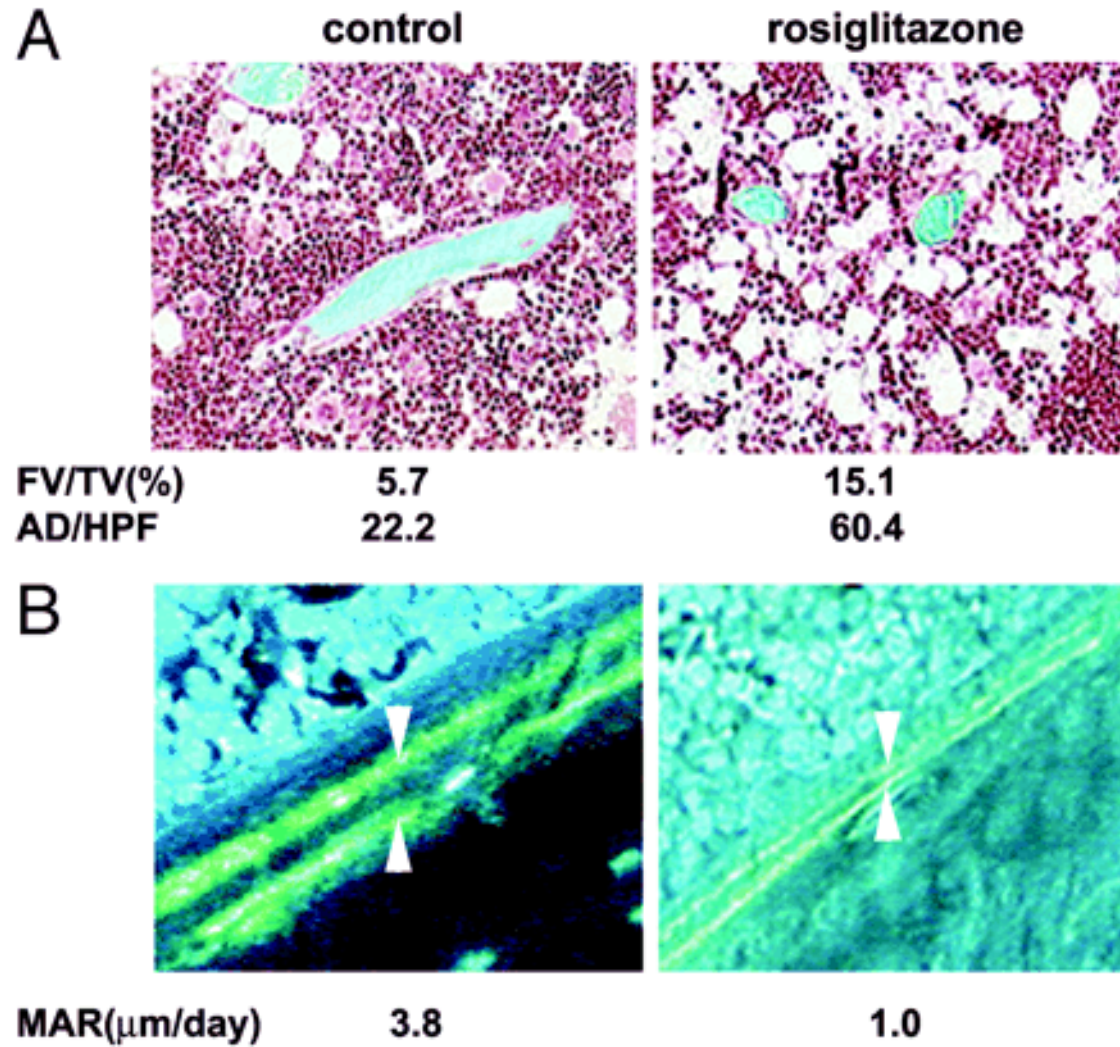 A
control rosiglitazone
FV/TV(%) 5.7 15.1
AD/HPF 22.2 60.4
B
MAR(μm/day) 3.8 1.0